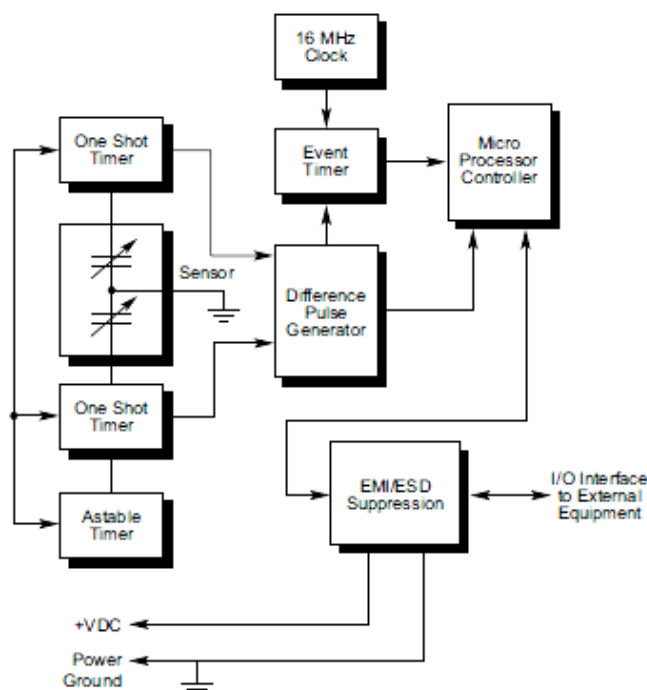 16 MHz
Clock
One Shot
Timer
Event
Timer
Micro
Processor
Controller
Sensor
Difference
Pulse
Generator
One Shot
Timer
EMI/ESD
Suppression
I/O Interface
to External
Equipment
Astable
Timer
+VDC
Power
Ground